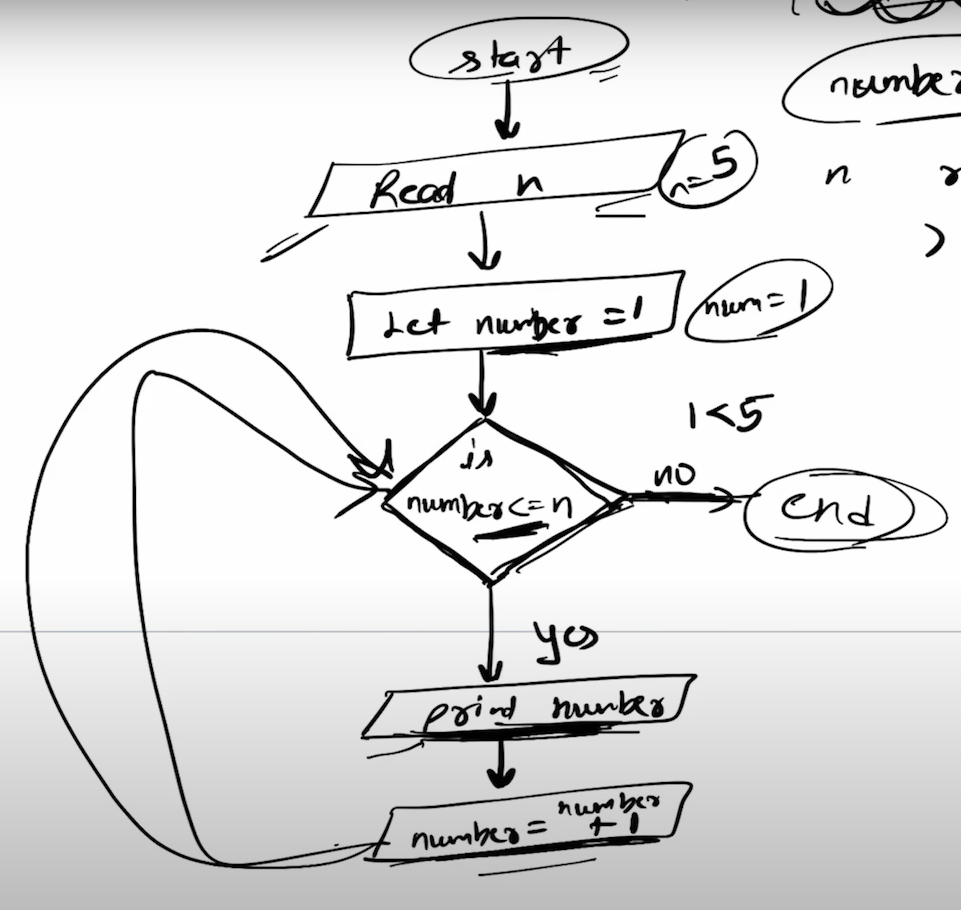 start
number
Read n
n=5
n
Let number =1
num=1
1<5
is
number<=n
no
end
yes
print number
number=number
+1